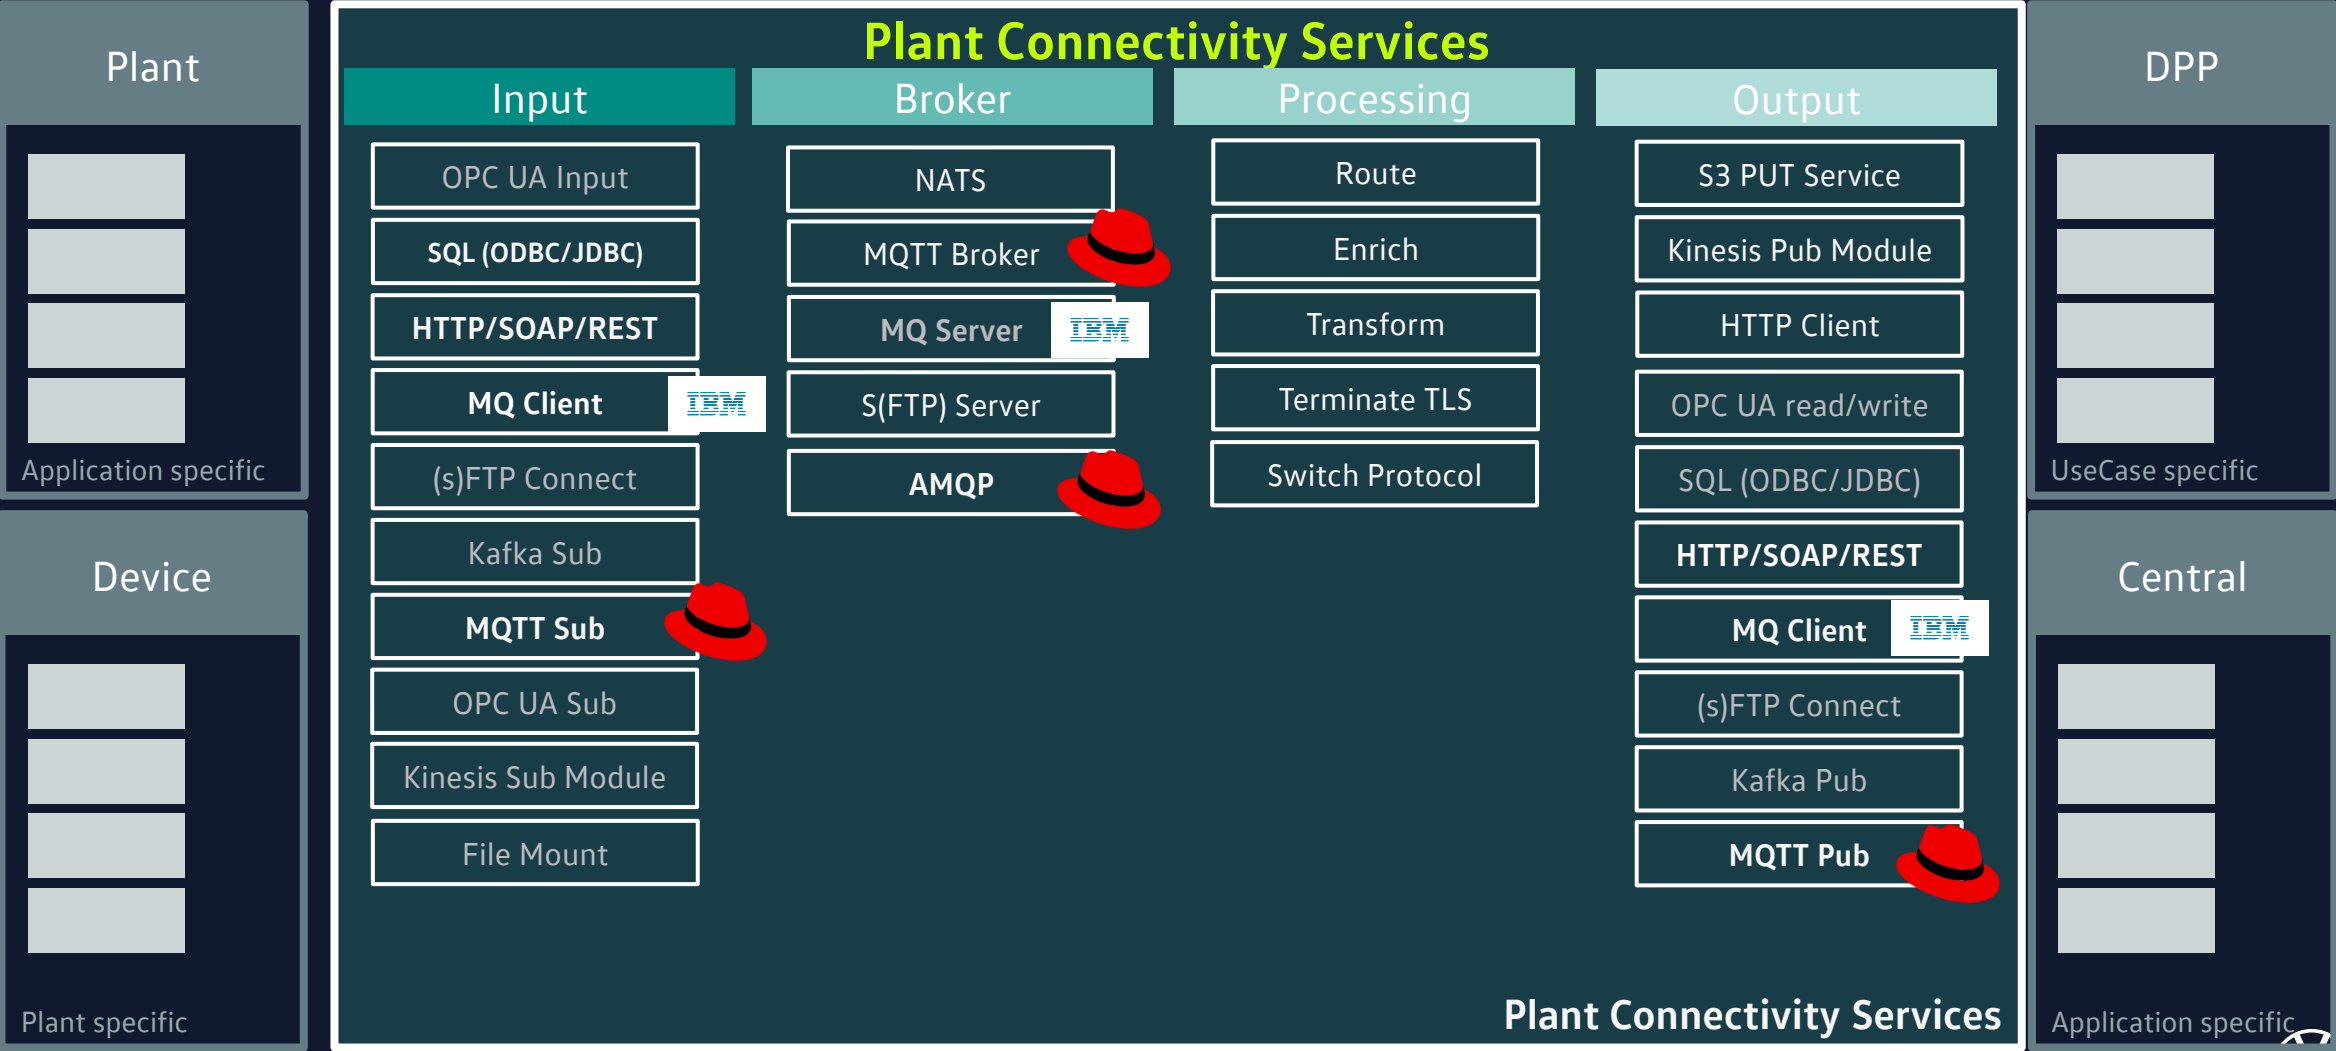 Plant Connectivity Services
Plant
Application specific
Device
Plant specific
Input
OPC UA Input
SQL (ODBC/JDBC)
HTTP/SOAP/REST
MQ Client
IBM
(s)FTP Connect
Kafka Sub
MQTT Sub
OPC UA Sub
Kinesis Sub Module
File Mount
Broker
NATS
MQTT Broker
MQ Server
IBM
S(FTP) Server
AMQP
Processing
Route
Enrich
Transform
Terminate TLS
Switch Protocol
Output
S3 PUT Service
Kinesis Pub Module
HTTP Client
OPC UA read/write
SQL (ODBC/JDBC)
HTTP/SOAP/REST
MQ Client
IBM
(s)FTP Connect
Kafka Pub
MQTT Pub
Plant Connectivity Services
DPP
UseCase specific
Central
Application specific